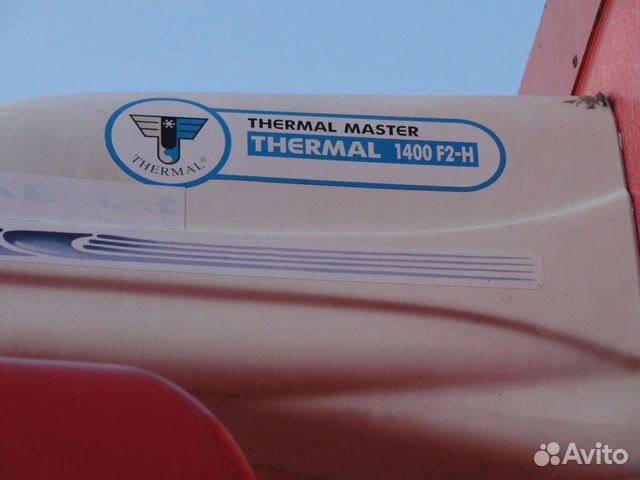 THERMAL®
THERMAL MASTER
THERMAL 1400 F2-H
Avito